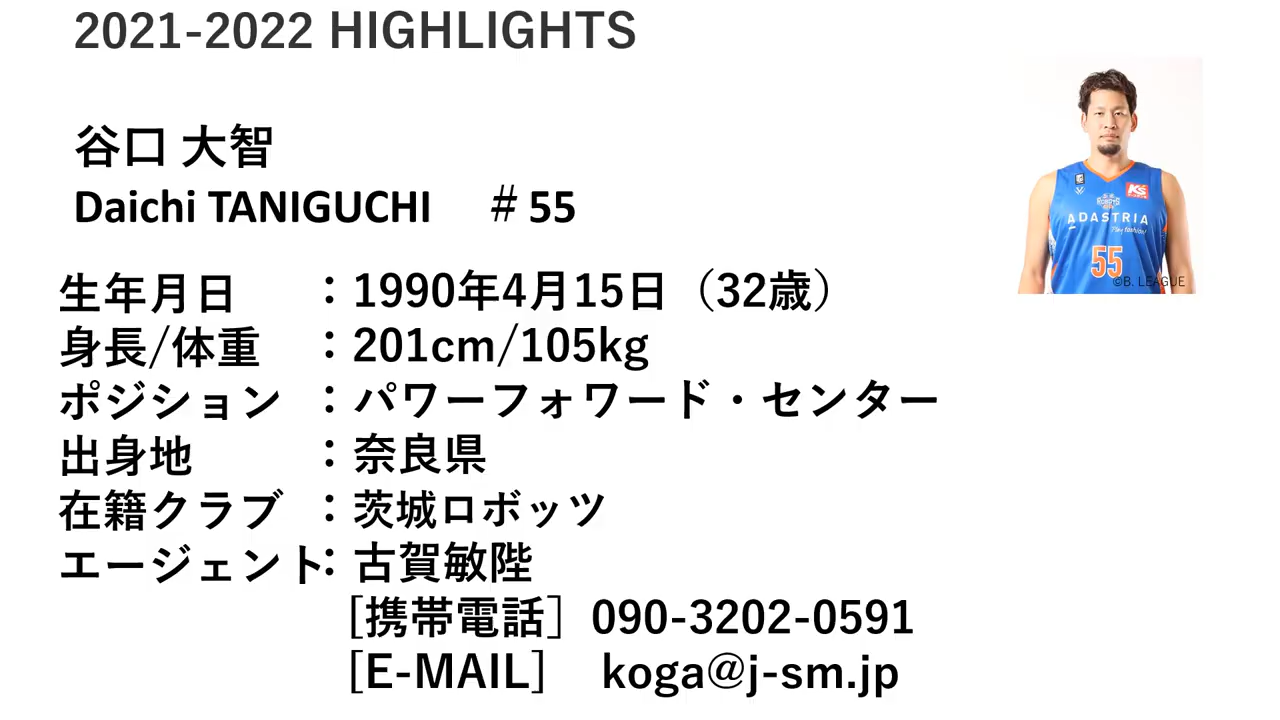 2021-2022 HIGHLIGHTS
谷口 大智
Daichi TANIGUCHI #55
生年月日 ：1990年4月15日（32歳）
身長/体重 ：201cm/105kg
ポジション ：パワーフォワード・センター
出身地 ：奈良県
在籍クラブ ：茨城ロボッツ
エージェント：古賀敏陛
［携帯電話］090-3202-0591
［E-MAIL］ koga@j-sm.jp
K's
ROBOTS
ADASTRIA
Play fashion!
55
©B. LEAGUE